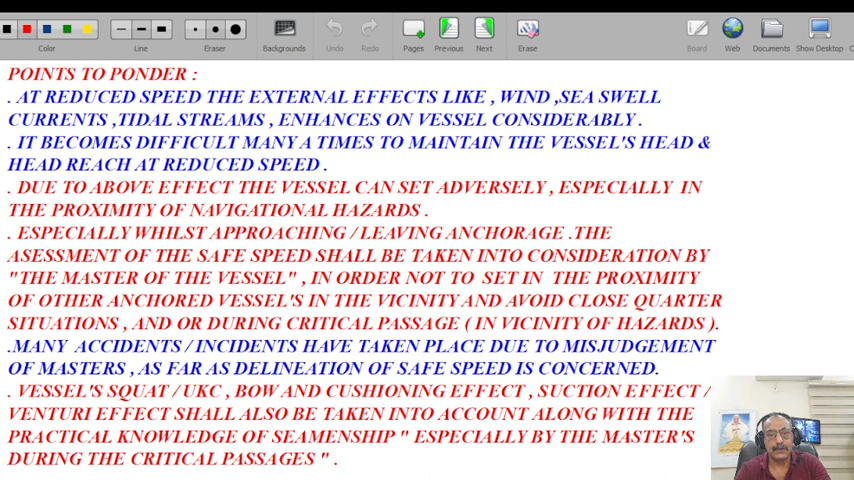 Color
Line
Eraser
Backgrounds
Undo
Redo
Pages
Previous
Next
Erase
Board
Web
Documents
Show Desktop
POINTS TO PONDER :
. AT REDUCED SPEED THE EXTERNAL EFFECTS LIKE , WIND ,SEA SWELL
CURRENTS ,TIDAL STREAMS , ENHANCES ON VESSEL CONSIDERABLY .
. IT BECOMES DIFFICULT MANY A TIMES TO MAINTAIN THE VESSEL'S HEAD &
HEAD REACH AT REDUCED SPEED .
. DUE TO ABOVE EFFECT THE VESSEL CAN SET ADVERSELY , ESPECIALLY IN
THE PROXIMITY OF NAVIGATIONAL HAZARDS .
. ESPECIALLY WHILST APPROACHING / LEAVING ANCHORAGE .THE
ASESSMENT OF THE SAFE SPEED SHALL BE TAKEN INTO CONSIDERATION BY
"THE MASTER OF THE VESSEL" , IN ORDER NOT TO SET IN THE PROXIMITY
OF OTHER ANCHORED VESSEL'S IN THE VICINITY AND AVOID CLOSE QUARTER
SITUATIONS , AND OR DURING CRITICAL PASSAGE ( IN VICINITY OF HAZARDS ).
.MANY ACCIDENTS / INCIDENTS HAVE TAKEN PLACE DUE TO MISJUDGEMENT
OF MASTERS , AS FAR AS DELINEATION OF SAFE SPEED IS CONCERNED.
. VESSEL'S SQUAT / UKC , BOW AND CUSHIONING EFFECT , SUCTION EFFECT /
VENTURI EFFECT SHALL ALSO BE TAKEN INTO ACCOUNT ALONG WITH THE
PRACTICAL KNOWLEDGE OF SEAMENSHIP " ESPECIALLY BY THE MASTER'S
DURING THE CRITICAL PASSAGES " .